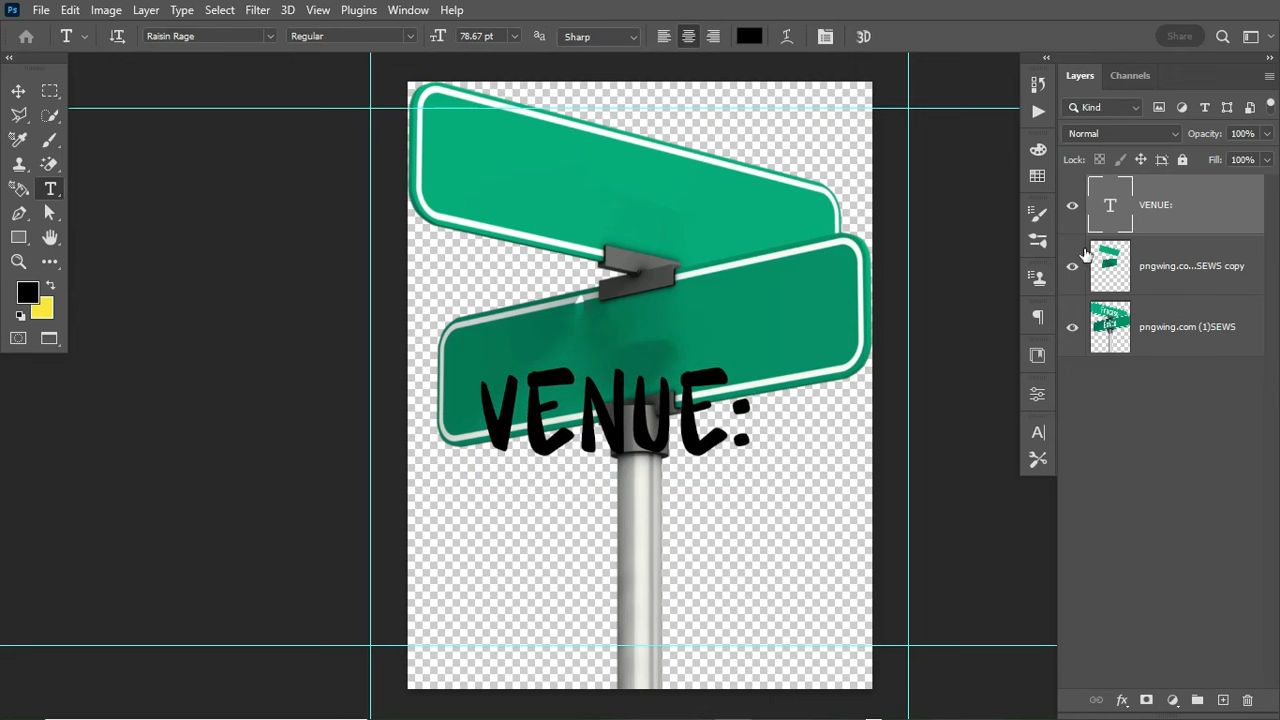 Ps File Edit Image Layer Type Select Filter 3D View Plugins Window Help
T Raisin Rage Regular 78.67 pt Sharp 3D Share
Layers Channels
Kind
Normal Opacity: 100%
Lock: Fill: 100%
T VENUE:
pngwing.co...SEWS copy
pngwing.com (1)SEWS
VENUE: